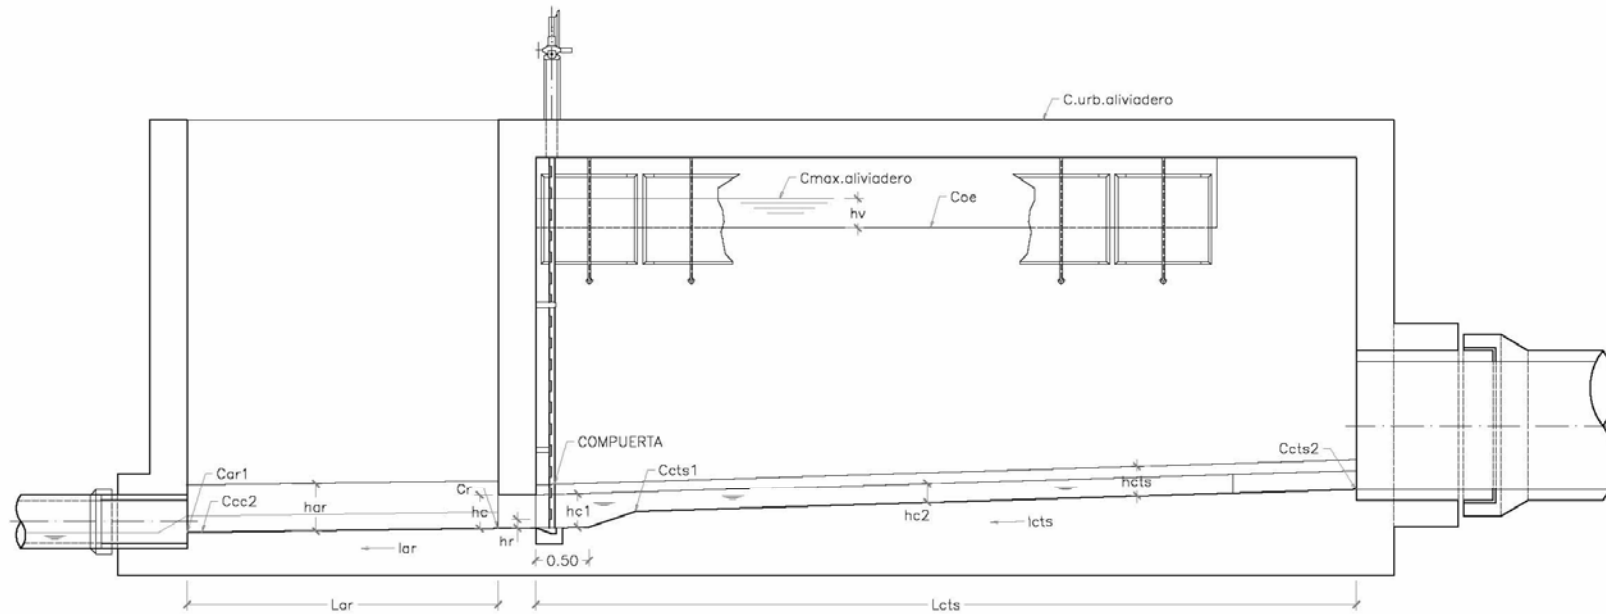 C.urb.aliviadero
Cmax.aliviadero
hv
Coe
COMPUERTA
Car1
Ccc2
Cr
Ccts1
Ccts2
har
hc
hc1
hr
hc2
hcts
Iar
Icts
0.50
Lar
Lcts